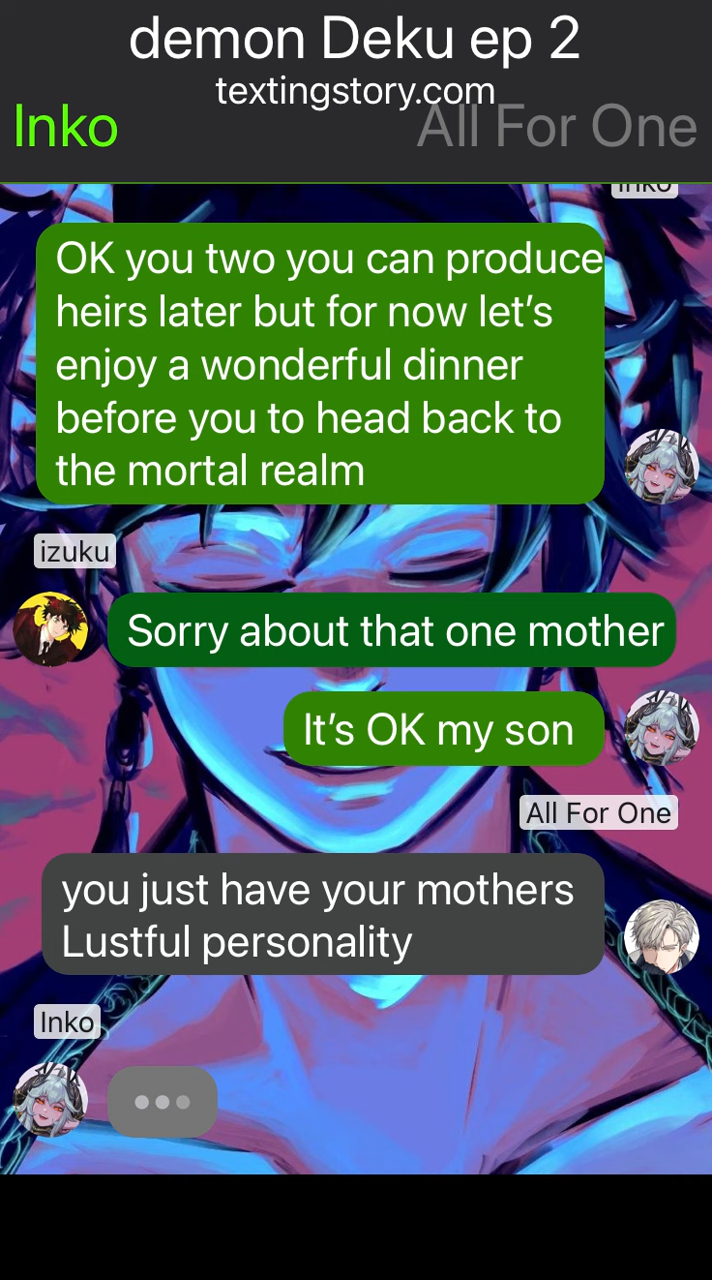 demon Deku ep 2
textingstory.com
Inko
All For One
Inko
OK you two you can produce
heirs later but for now let’s
enjoy a wonderful dinner
before you to head back to
the mortal realm
izuku
Sorry about that one mother
It’s OK my son
All For One
you just have your mothers
Lustful personality
Inko